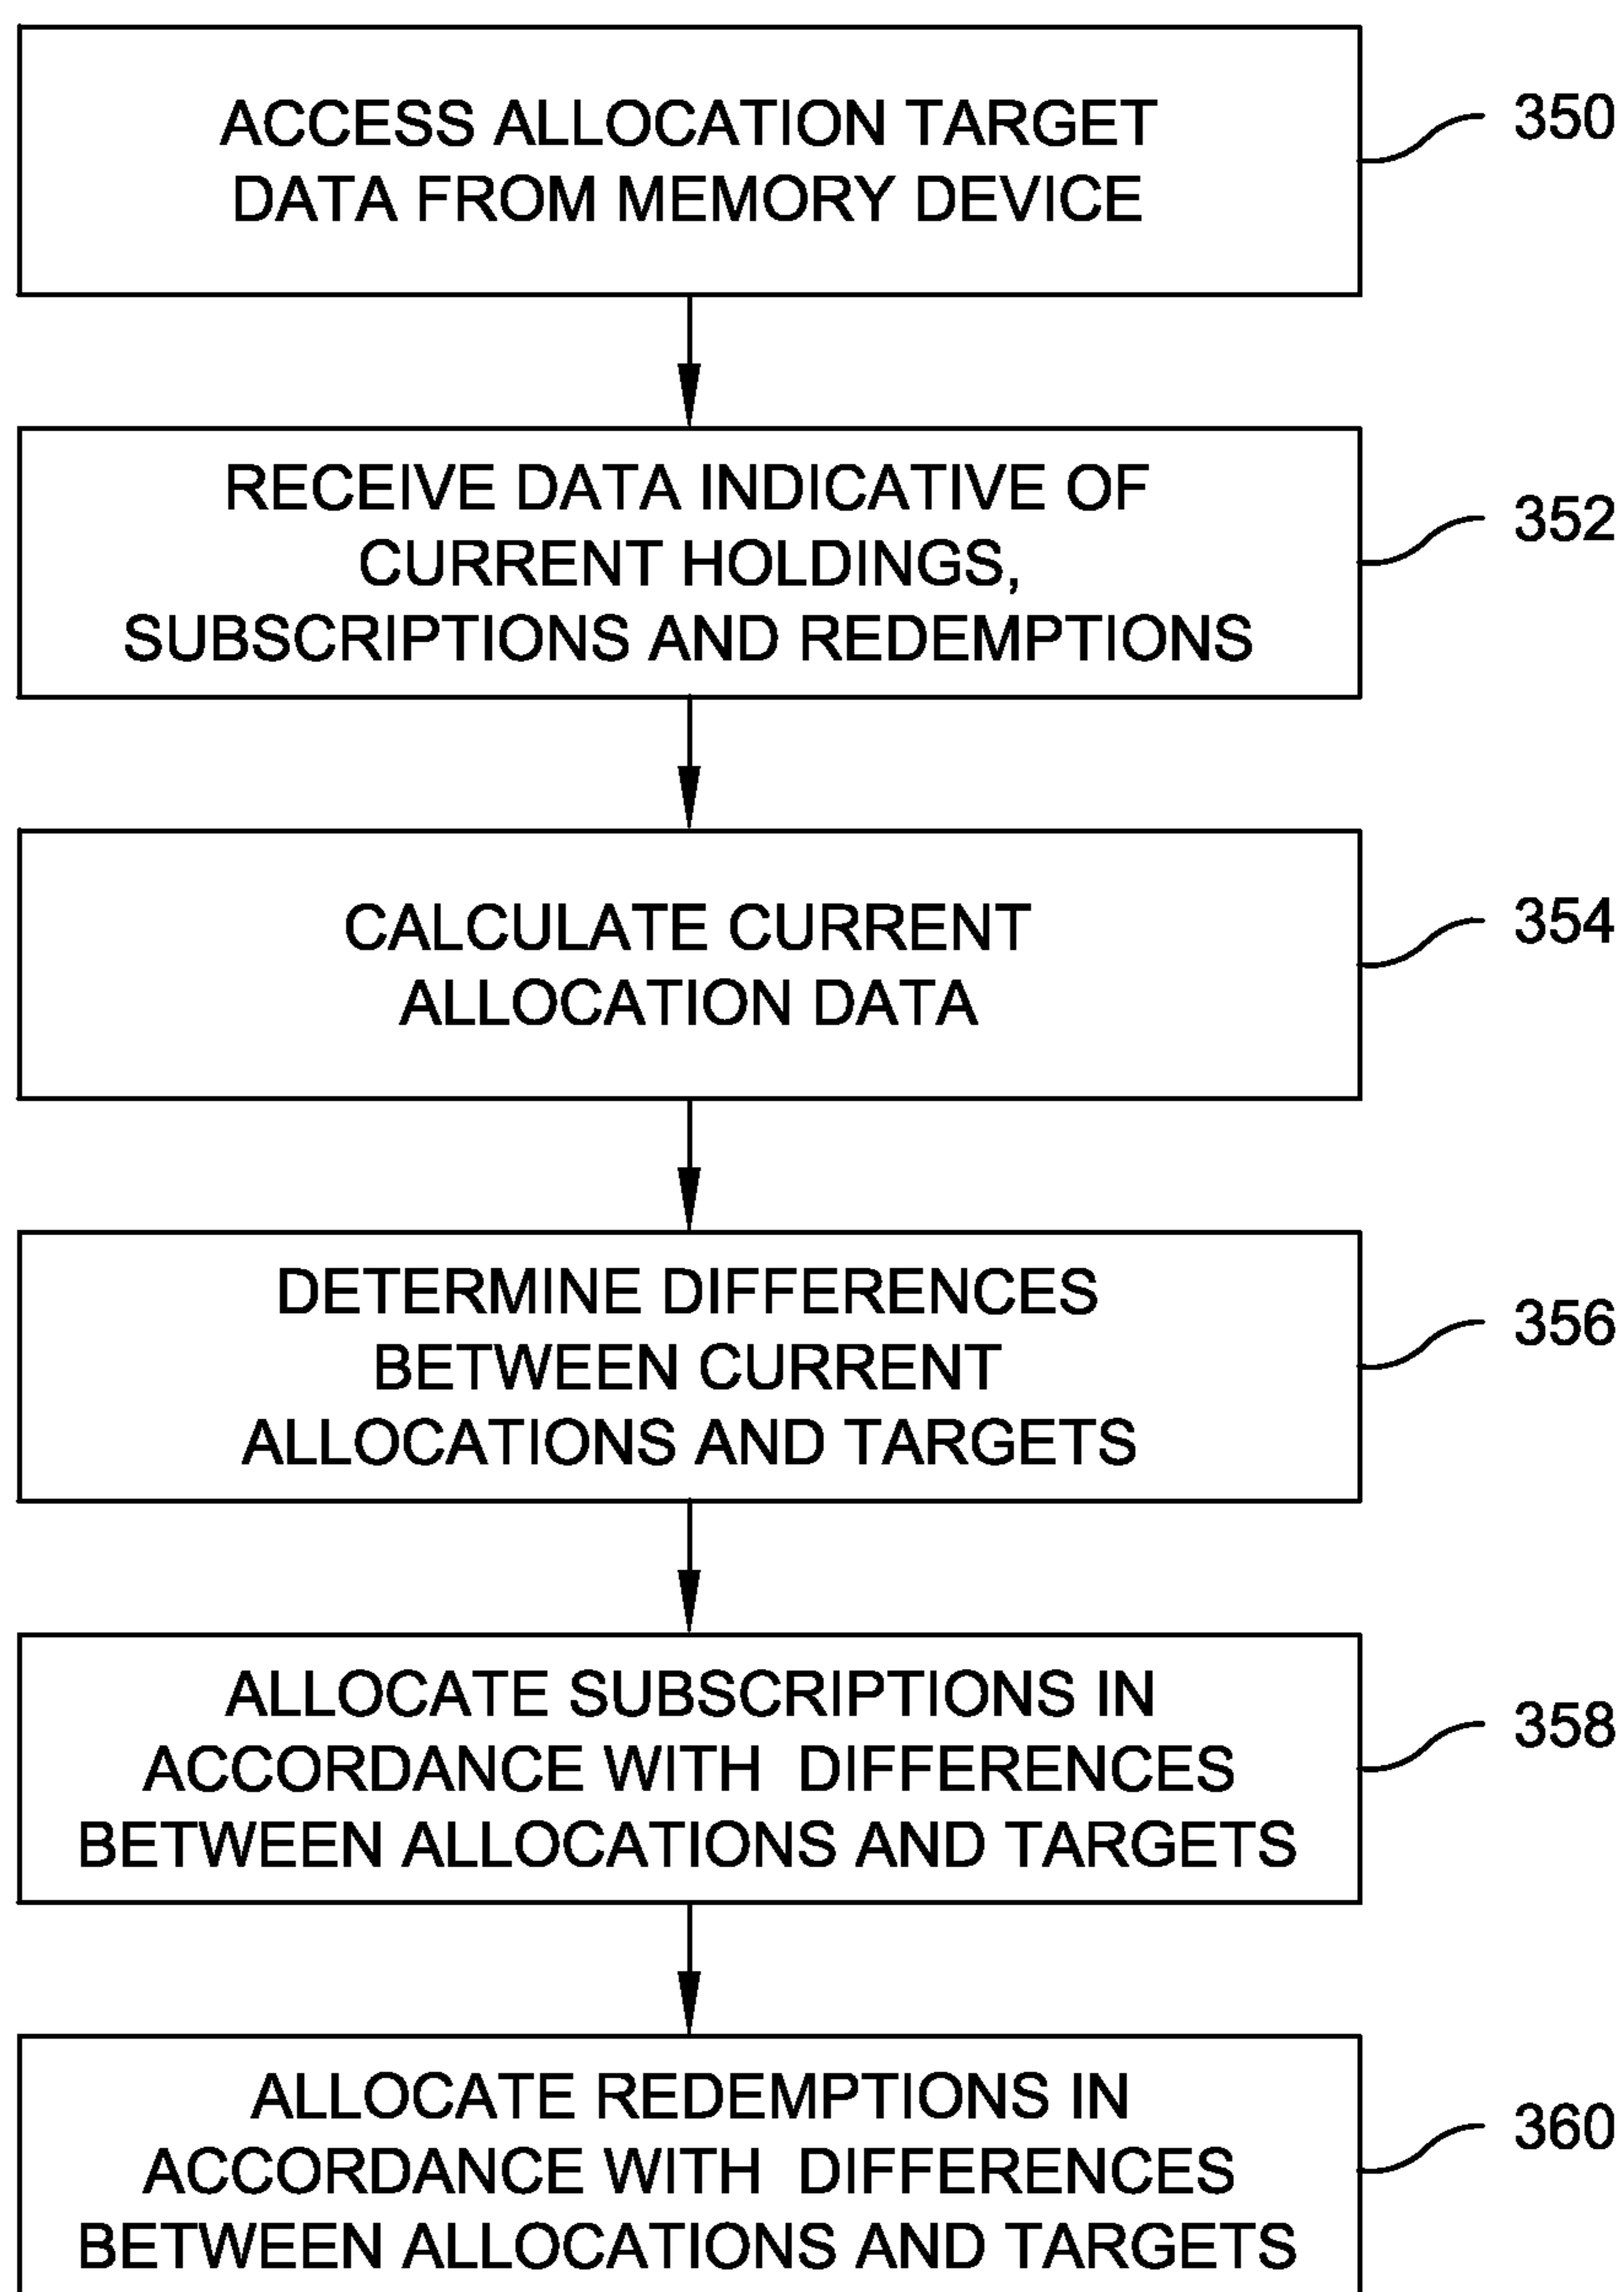 ACCESS ALLOCATION TARGET
DATA FROM MEMORY DEVICE
350
RECEIVE DATA INDICATIVE OF
CURRENT HOLDINGS,
SUBSCRIPTIONS AND REDEMPTIONS
352
CALCULATE CURRENT
ALLOCATION DATA
354
DETERMINE DIFFERENCES
BETWEEN CURRENT
ALLOCATIONS AND TARGETS
356
ALLOCATE SUBSCRIPTIONS IN
ACCORDANCE WITH DIFFERENCES
BETWEEN ALLOCATIONS AND TARGETS
358
ALLOCATE REDEMPTIONS IN
ACCORDANCE WITH DIFFERENCES
BETWEEN ALLOCATIONS AND TARGETS
360